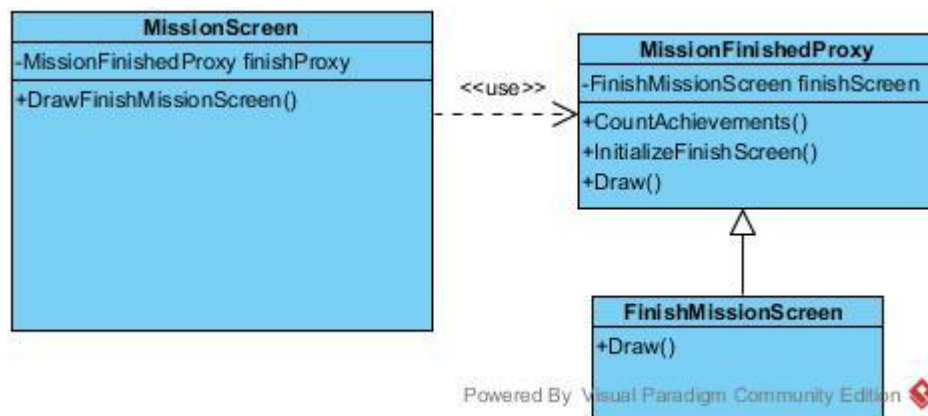 MissionScreen
-MissionFinishedProxy finishProxy
+DrawFinishMissionScreen()
<<use>>
MissionFinishedProxy
-FinishMissionScreen finishScreen
+CountAchievements()
+InitializeFinishScreen()
+Draw()
FinishMissionScreen
+Draw()
Powered By Visual Paradigm Community Edition